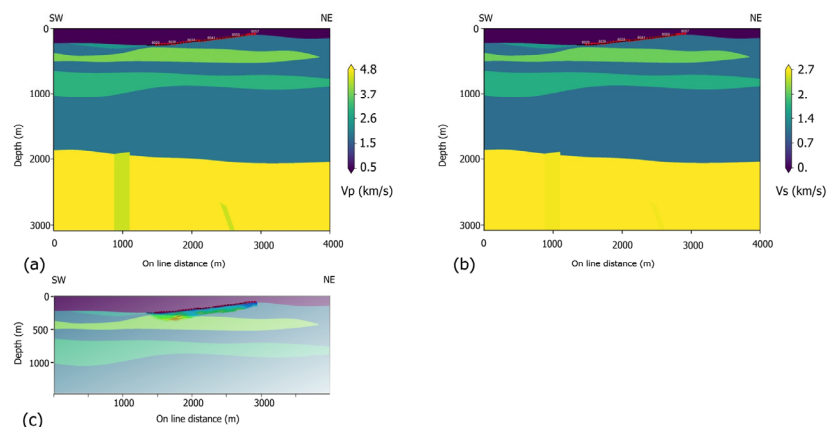 SW NE
0
1000
2000
3000
Depth (m)
0 1000 2000 3000 4000
On line distance (m)
4.8
3.7
2.6
1.5
0.5
Vp (km/s)
(a)
SW NE
0
1000
2000
3000
Depth (m)
0 1000 2000 3000 4000
On line distance (m)
2.7
2.0
1.4
0.7
0.0
Vs (km/s)
(b)
SW NE
0
500
1000
Depth (m)
1000 2000 3000
On line distance (m)
(c)